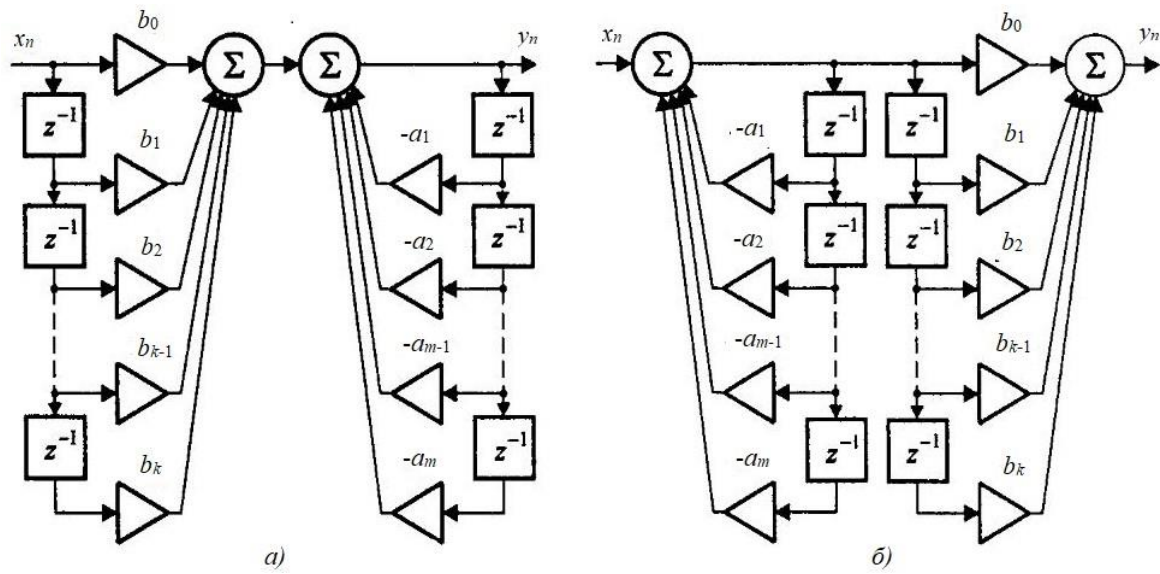 xₙ b₀ Σ Σ yₙ
z⁻¹ b₁ -a₁ z⁻¹
z⁻¹ b₂ -a₂ z⁻¹
bₖ₋₁ -aₘ₋₁
z⁻¹ bₖ -aₘ z⁻¹
а)
xₙ Σ b₀ Σ yₙ
-a₁ z⁻¹ z⁻¹ b₁
-a₂ z⁻¹ z⁻¹ b₂
-aₘ₋₁ bₖ₋₁
-aₘ z⁻¹ z⁻¹ bₖ
б)